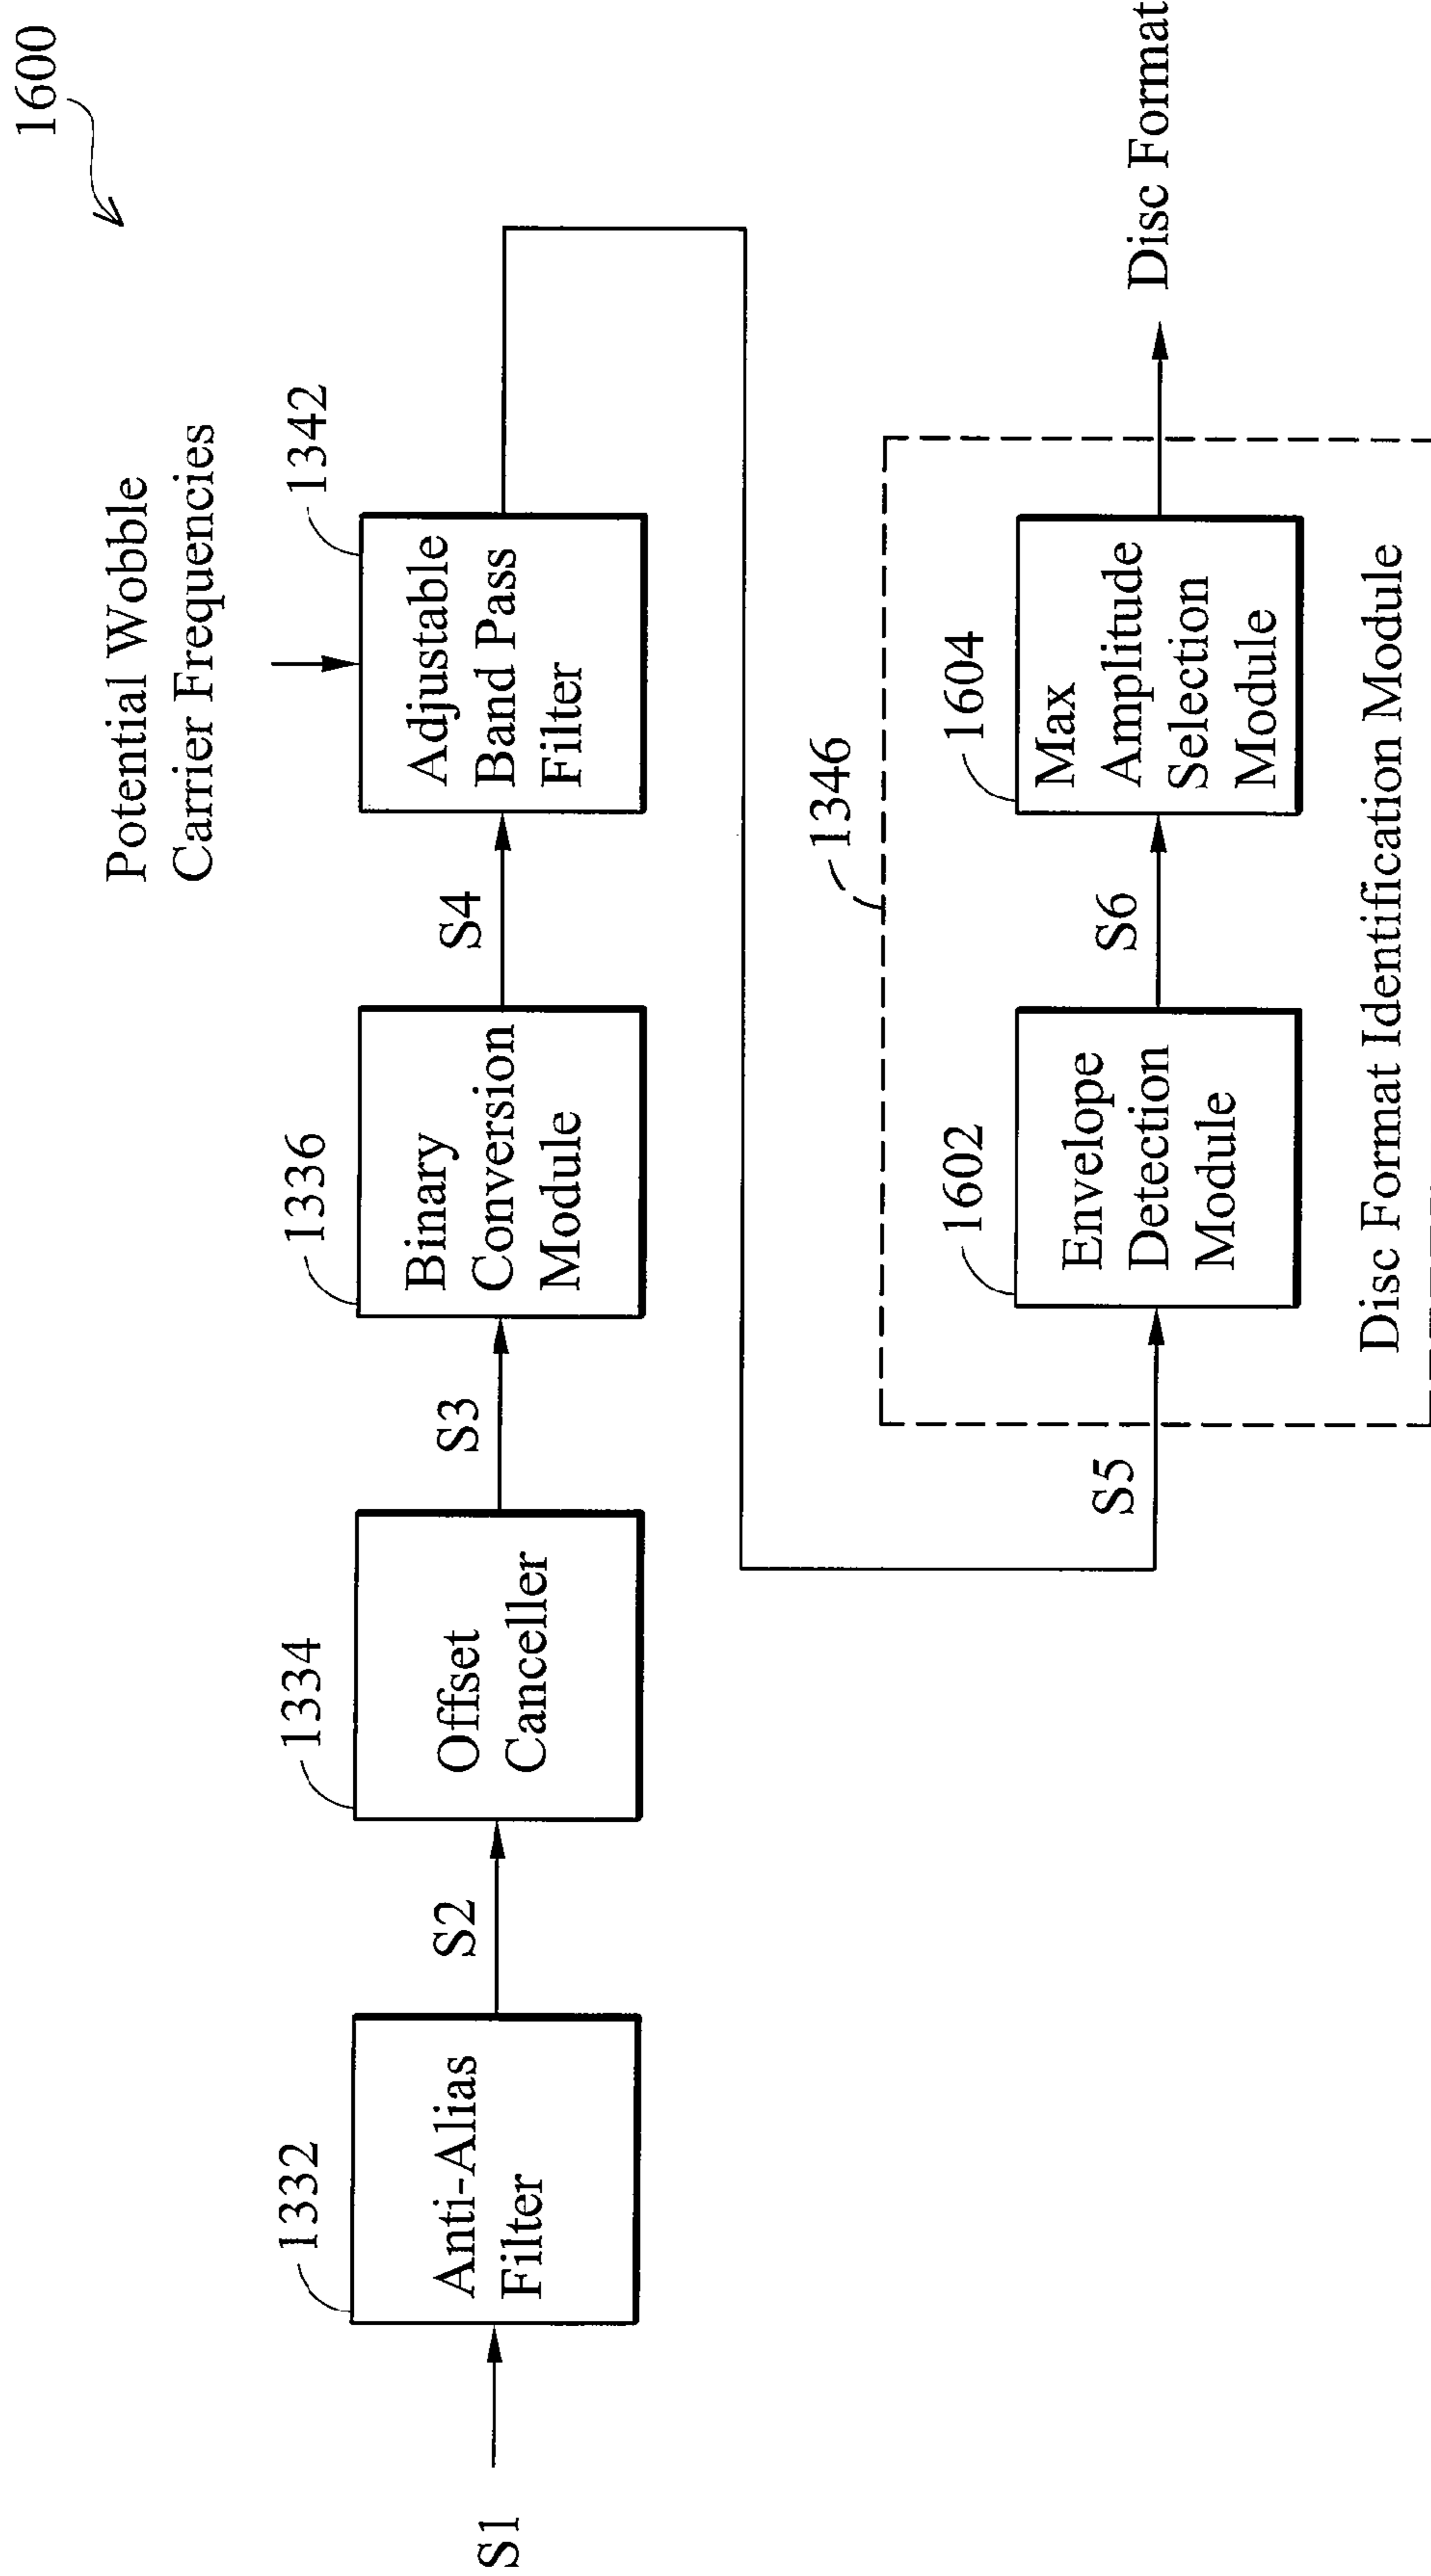 1600
Potential Wobble
Carrier Frequencies
1332
Anti-Alias
Filter
1334
Offset
Canceller
1336
Binary
Conversion
Module
1342
Adjustable
Band Pass
Filter
S1
S2
S3
S4
1346
S5
1602
Envelope
Detection
Module
S6
1604
Max
Amplitude
Selection
Module
Disc Format
Disc Format Identification Module